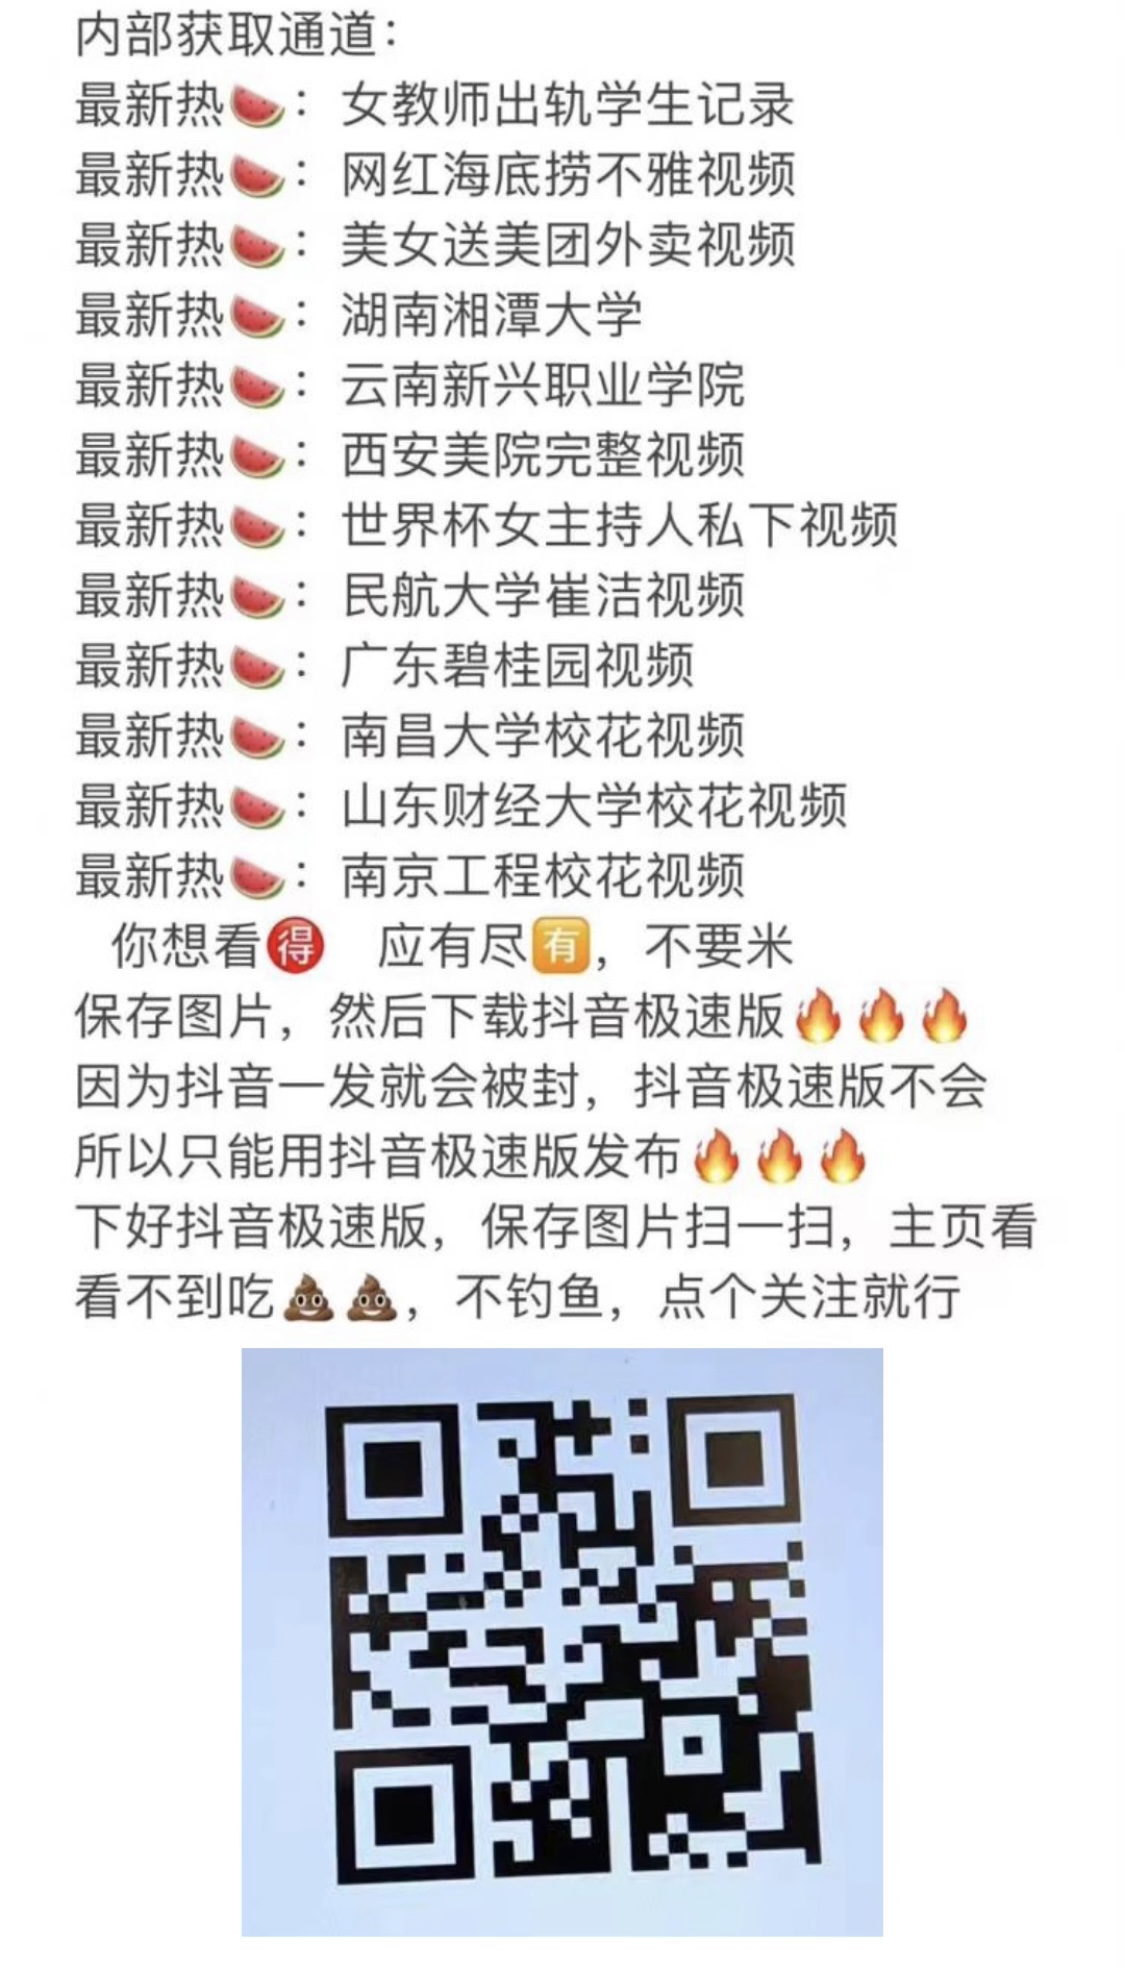 内部获取通道：
最新热🍉：女教师出轨学生记录
最新热🍉：网红海底捞不雅视频
最新热🍉：美女送美团外卖视频
最新热🍉：湖南湘潭大学
最新热🍉：云南新兴职业学院
最新热🍉：西安美院完整视频
最新热🍉：世界杯女主持人私下视频
最新热🍉：民航大学崔洁视频
最新热🍉：广东碧桂园视频
最新热🍉：南昌大学校花视频
最新热🍉：山东财经大学校花视频
最新热🍉：南京工程校花视频
你想看🉐 应有尽🈶，不要米
保存图片，然后下载抖音极速版🔥🔥🔥
因为抖音一发就会被封，抖音极速版不会
所以只能用抖音极速版发布🔥🔥🔥
下好抖音极速版，保存图片扫一扫，主页看
看不到吃💩💩，不钓鱼，点个关注就行